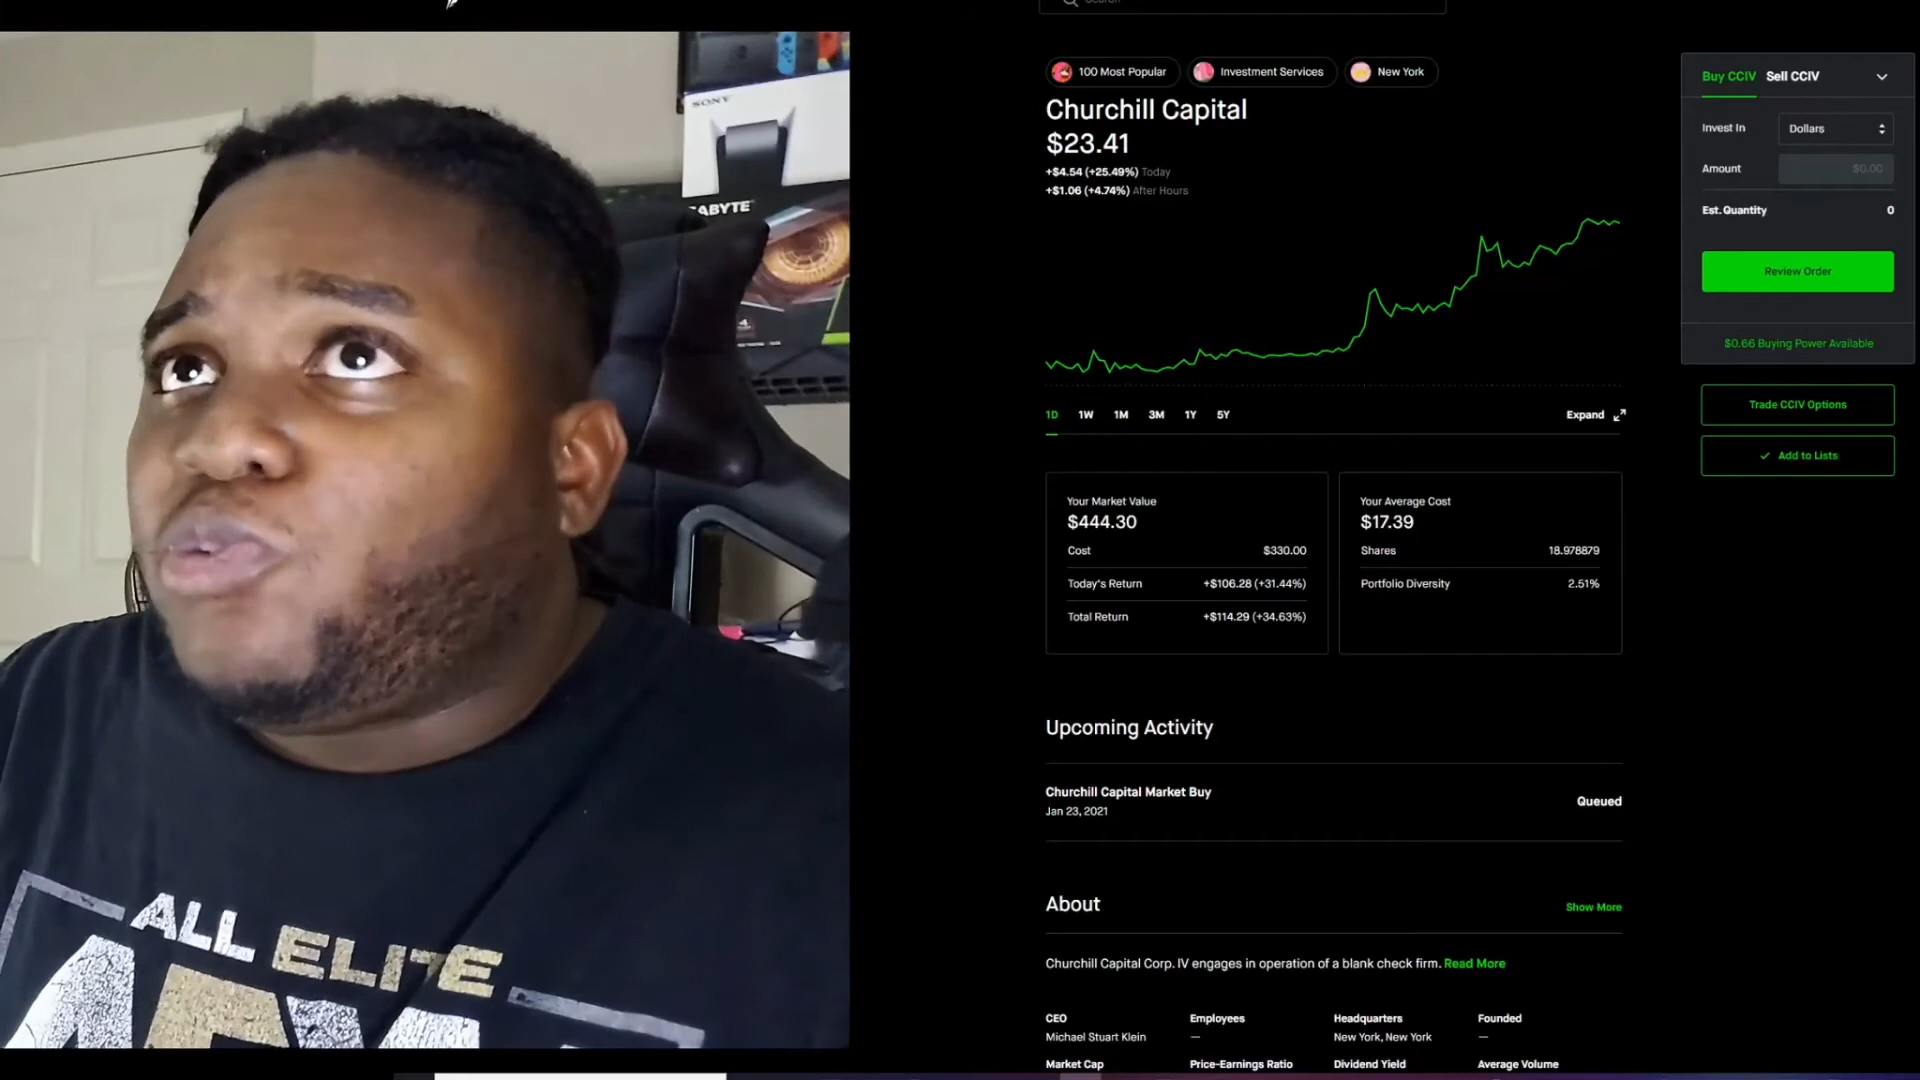 Search
100 Most Popular
Investment Services
New York
Churchill Capital
$23.41
+$4.54 (+25.49%) Today
+$1.06 (+4.74%) After Hours
1D 1W 1M 3M 1Y 5Y
Expand
Your Market Value
$444.30
Cost $330.00
Today's Return +$106.28 (+31.44%)
Total Return +$114.29 (+34.63%)
Your Average Cost
$17.39
Shares 18.978879
Portfolio Diversity 2.51%
Upcoming Activity
Churchill Capital Market Buy
Jan 23, 2021
Queued
About
Show More
Churchill Capital Corp. IV engages in operation of a blank check firm. Read More
CEO Employees Headquarters Founded
Michael Stuart Klein — New York, New York —
Market Cap Price-Earnings Ratio Dividend Yield Average Volume
Buy CCIV Sell CCIV
Invest In Dollars
Amount $0.00
Est. Quantity 0
Review Order
$0.66 Buying Power Available
Trade CCIV Options
Add to Lists
SONY
ABYTE
ALL ELITE